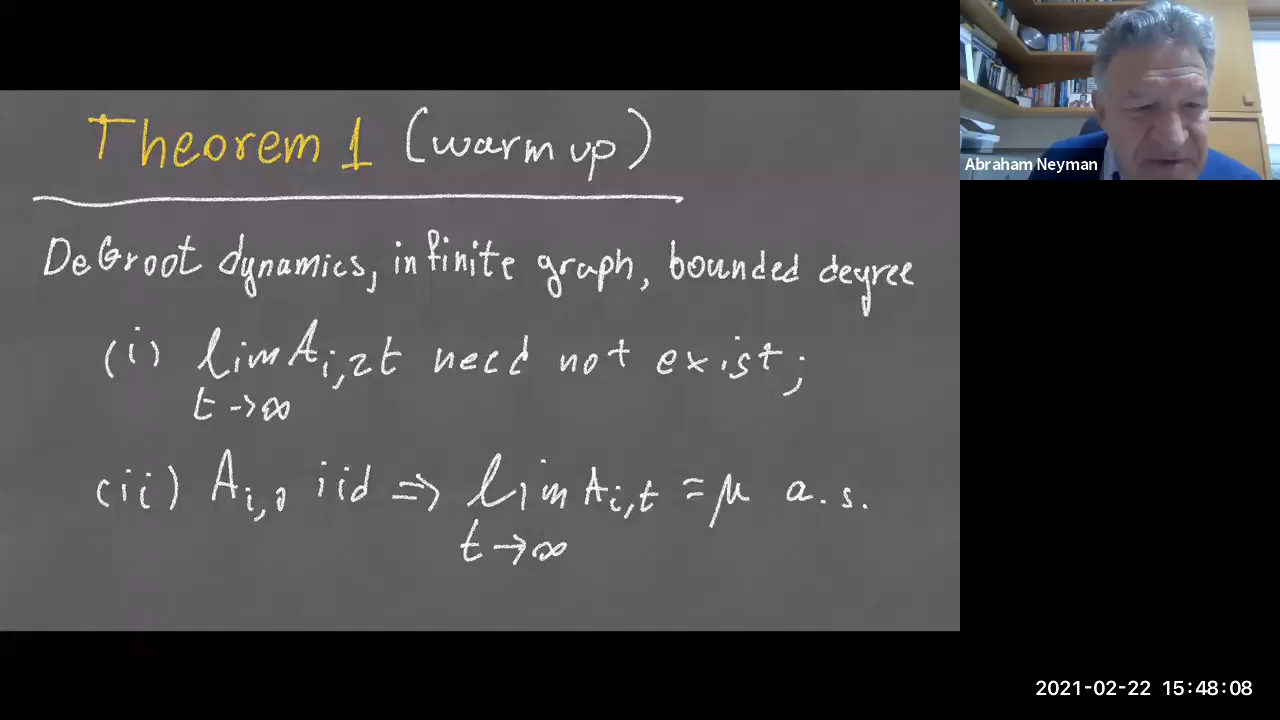 Theorem 1 (warm up)
DeGroot dynamics, infinite graph, bounded degree
(i) lim A_{i,2t} need not exist;
t→∞
(ii) A_{i,0} iid ⇒ lim A_{i,t} = μ a.s.
t→∞
Abraham Neyman
2021-02-22 15:48:08